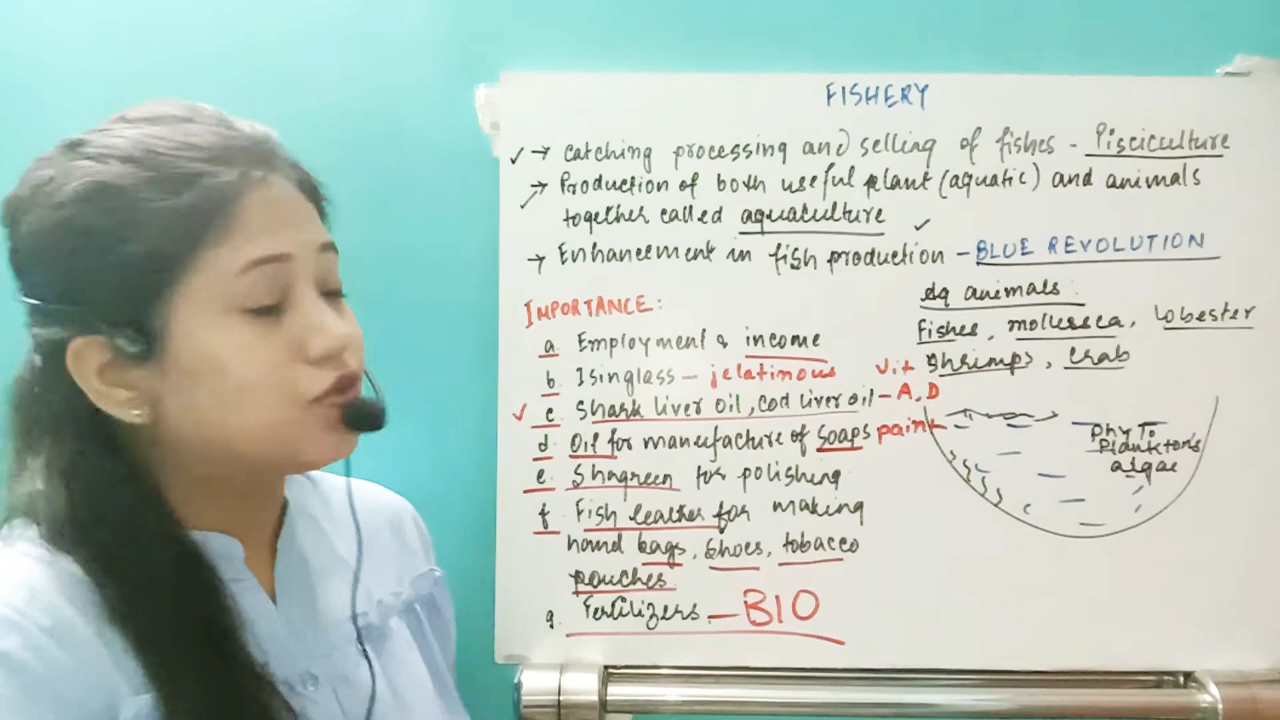 FISHERY
→ catching processing and selling of fishes - Pisciculture
→ Production of both useful plant (aquatic) and animals
together called aquaculture
→ Enhancement in fish production - BLUE REVOLUTION
IMPORTANCE:
a. Employment & income
b. Isinglass - jelatinous
c. Shark liver oil, Cod liver oil - Vit A, D
d. Oil for manufacture of soaps paint
e. Shagreen for polishing
f. Fish leather for making
hand bags, shoes, tobacco
pouches
g. Fertilizers - BIO
Aq animals:
Fishes, mollussca, lobester
Shrimps, Crab
Phyto
Planktons
algae